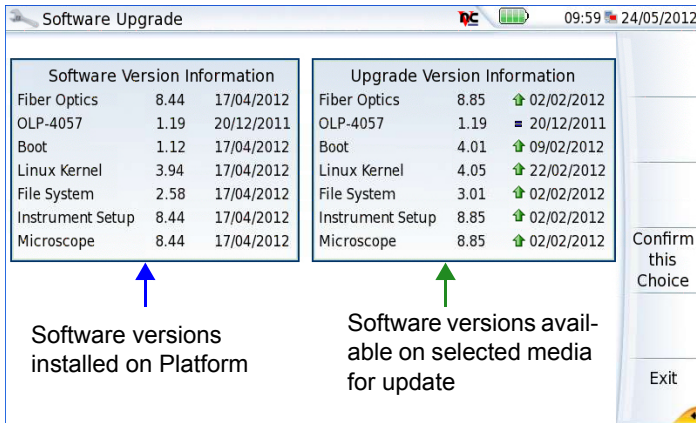 Software Upgrade
09:59 24/05/2012
Software Version Information
Fiber Optics 8.44 17/04/2012
OLP-4057 1.19 20/12/2011
Boot 1.12 17/04/2012
Linux Kernel 3.94 17/04/2012
File System 2.58 17/04/2012
Instrument Setup 8.44 17/04/2012
Microscope 8.44 17/04/2012
Upgrade Version Information
Fiber Optics 8.85 02/02/2012
OLP-4057 1.19 = 20/12/2011
Boot 4.01 09/02/2012
Linux Kernel 4.05 22/02/2012
File System 3.01 02/02/2012
Instrument Setup 8.85 02/02/2012
Microscope 8.85 02/02/2012
Confirm
this
Choice
Exit
Software versions
installed on Platform
Software versions avail-
able on selected media
for update